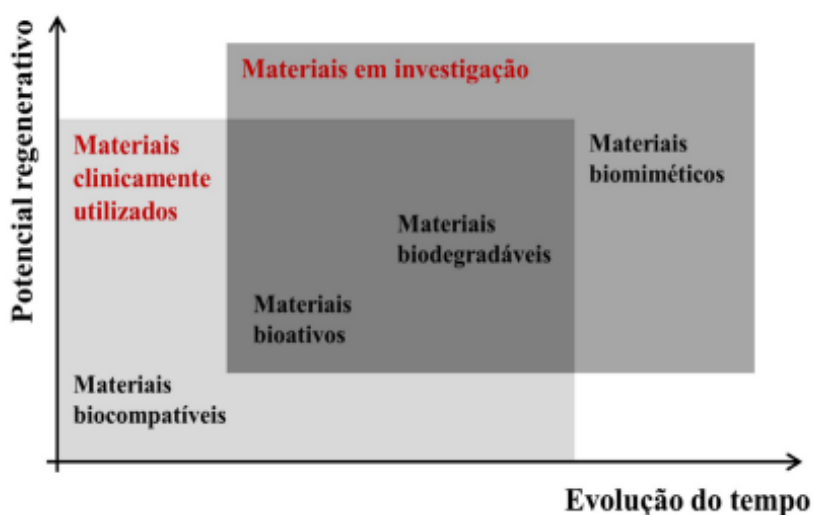 Potencial regenerativo
Materiais em investigação
Materiais
clinicamente
utilizados
Materiais
biomiméticos
Materiais
biodegradáveis
Materiais
bioativos
Materiais
biocompatíveis
Evolução do tempo